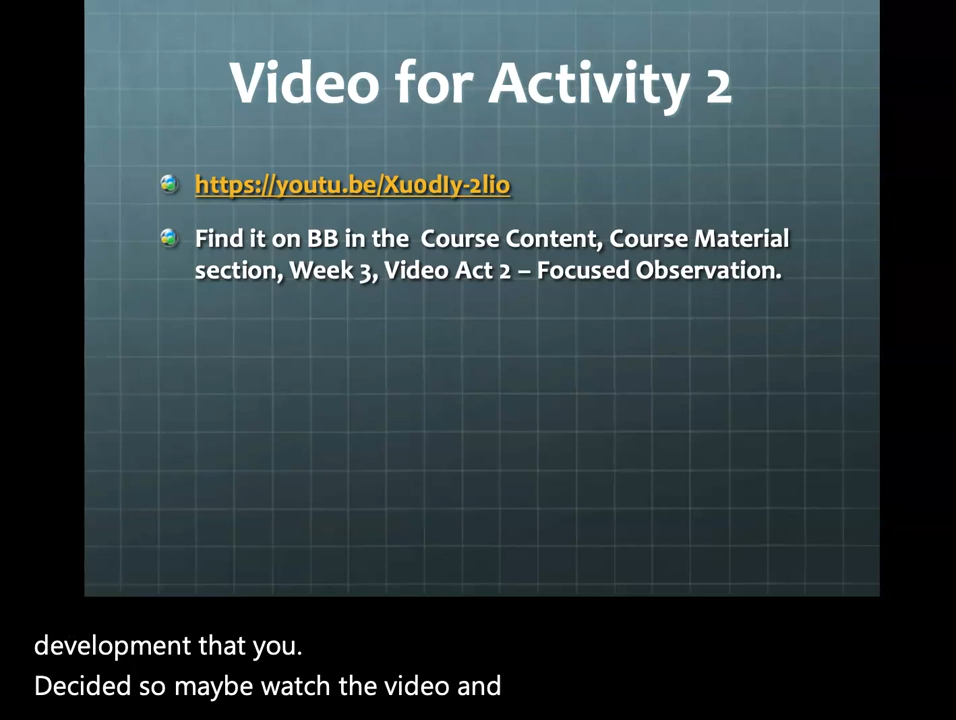 Video for Activity 2
https://youtu.be/Xu0dIy-2lio
Find it on BB in the Course Content, Course Material
section, Week 3, Video Act 2 – Focused Observation.
development that you.
Decided so maybe watch the video and